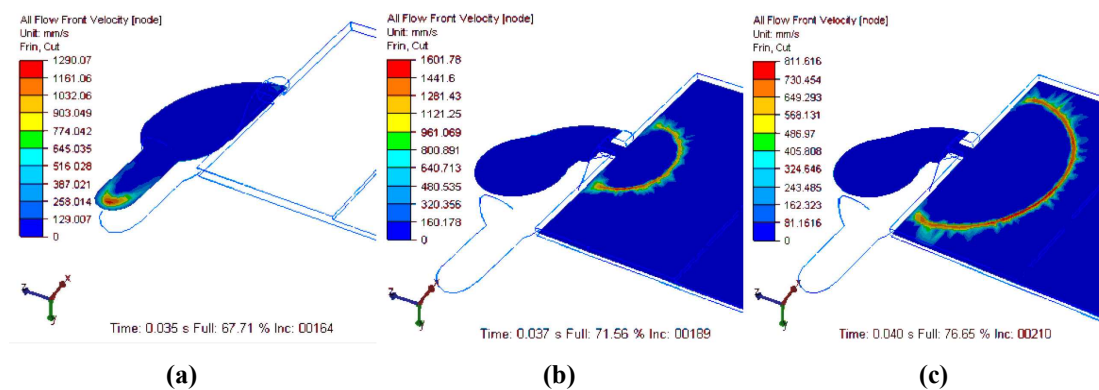 All Flow Front Velocity [node]
Unit: mm/s
Frin, Cut
1290.07
1161.06
1032.06
903.049
774.042
645.035
516.028
387.021
258.014
129.007
0
z
x
y
Time: 0.035 s Full: 67.71 % Inc: 00164
(a)
All Flow Front Velocity [node]
Unit: mm/s
Frin, Cut
1601.78
1441.6
1281.43
1121.25
961.069
800.891
640.713
480.535
320.356
160.178
0
z
x
y
Time: 0.037 s Full: 71.56 % Inc: 00189
(b)
All Flow Front Velocity [node]
Unit: mm/s
Frin, Cut
811.616
730.454
649.293
568.131
486.97
405.808
324.646
243.485
162.323
81.1616
0
z
x
y
Time: 0.040 s Full: 76.65 % Inc: 00210
(c)